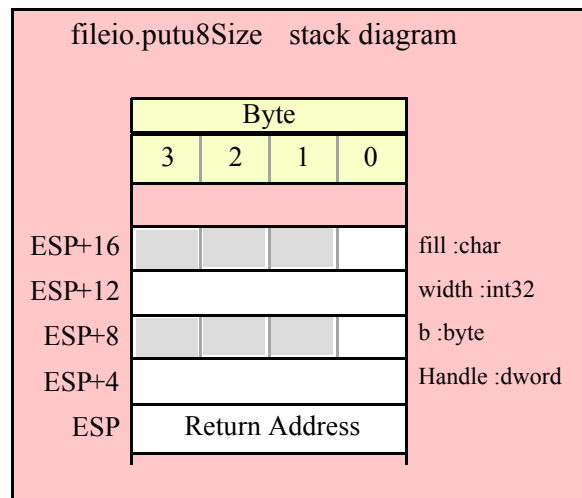 fileio.putu8Size stack diagram
Byte
3 2 1 0
ESP+16 fill :char
ESP+12 width :int32
ESP+8 b :byte
ESP+4 Handle :dword
ESP Return Address